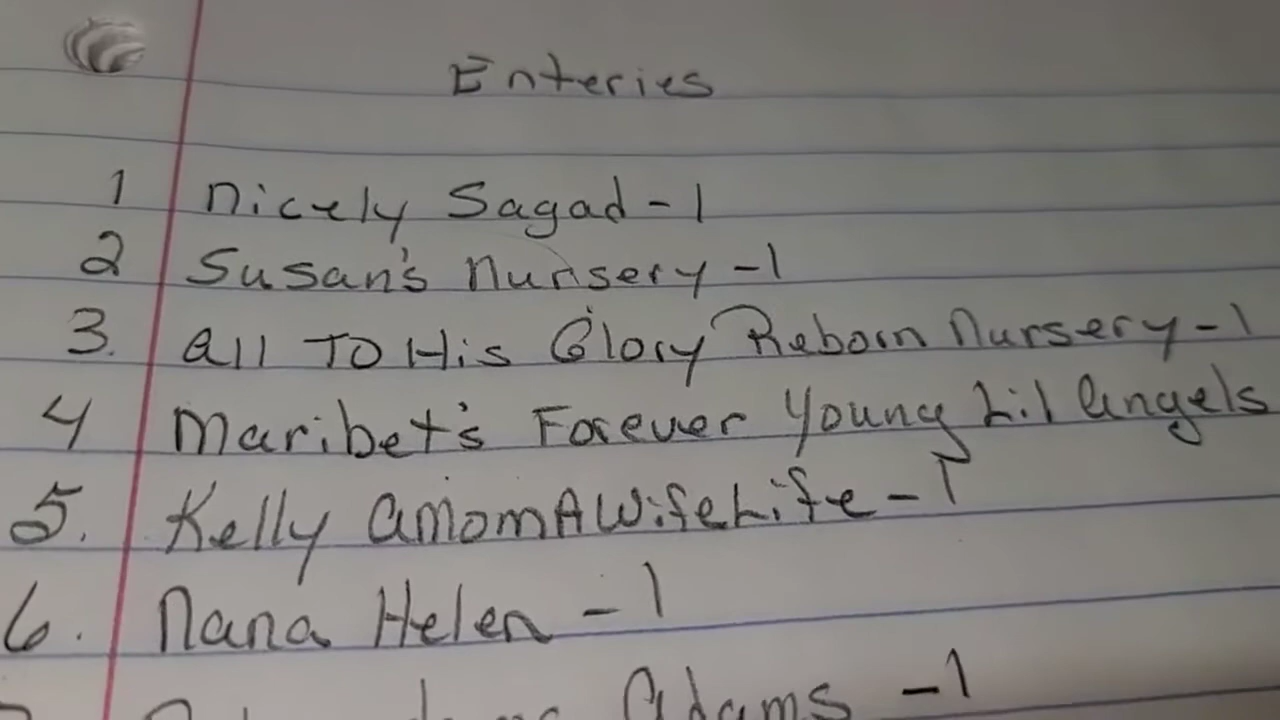 Enteries
1 Nicely Sagad - 1
2 Susan's Nursery - 1
3. All To His Glory Reborn Nursery - 1
4 Maribet's Forever Young Lil Angels
5. Kelly AMomAWifeLife - 1
6. Nana Helen - 1
Adams - 1